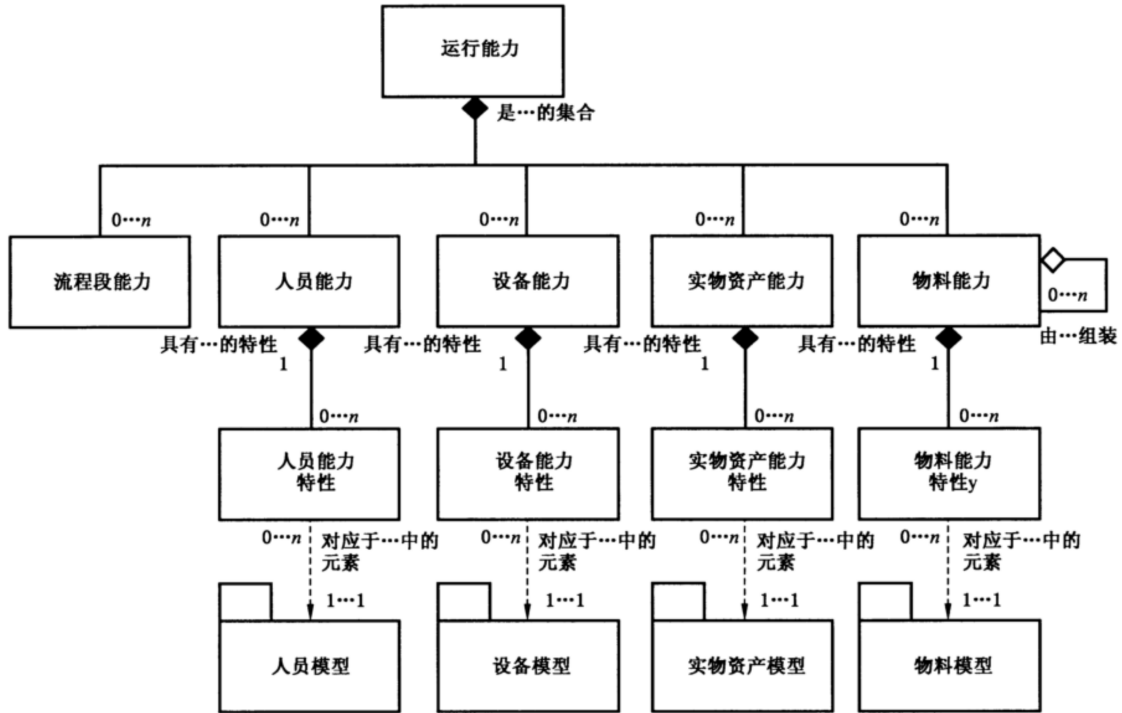 运行能力
是…的集合
0…n
0…n
0…n
0…n
0…n
流程段能力
人员能力
设备能力
实物资产能力
物料能力
0…n
由…组装
具有…的特性
具有…的特性
具有…的特性
具有…的特性
1
1
1
1
0…n
0…n
0…n
0…n
人员能力
特性
设备能力
特性
实物资产能力
特性
物料能力
特性y
0…n
对应于…中的
元素
0…n
对应于…中的
元素
0…n
对应于…中的
元素
0…n
对应于…中的
元素
1…1
1…1
1…1
1…1
人员模型
设备模型
实物资产模型
物料模型